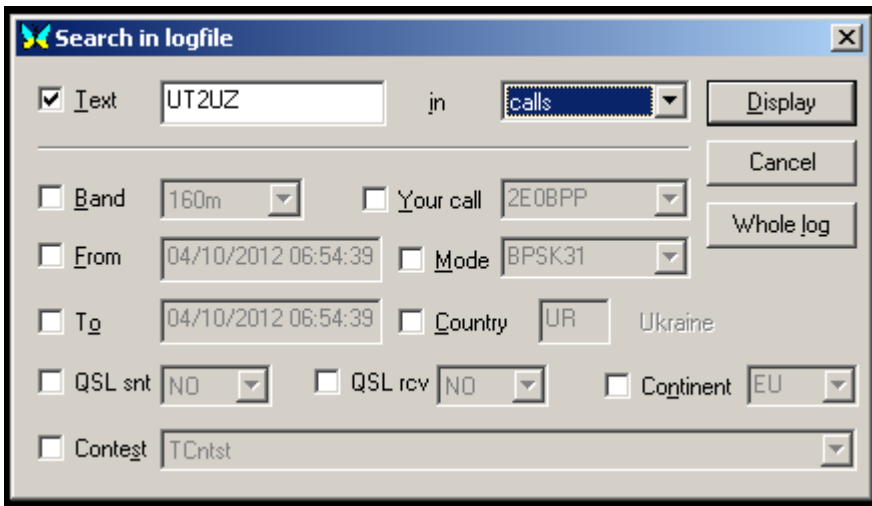 Search in logfile
Text UT2UZ in calls Display
Cancel
Band 160m Your call 2E0BPP
Whole log
From 04/10/2012 06:54:39 Mode BPSK31
To 04/10/2012 06:54:39 Country UR Ukraine
QSL snt NO QSL rcv NO Continent EU
Contest TCntst